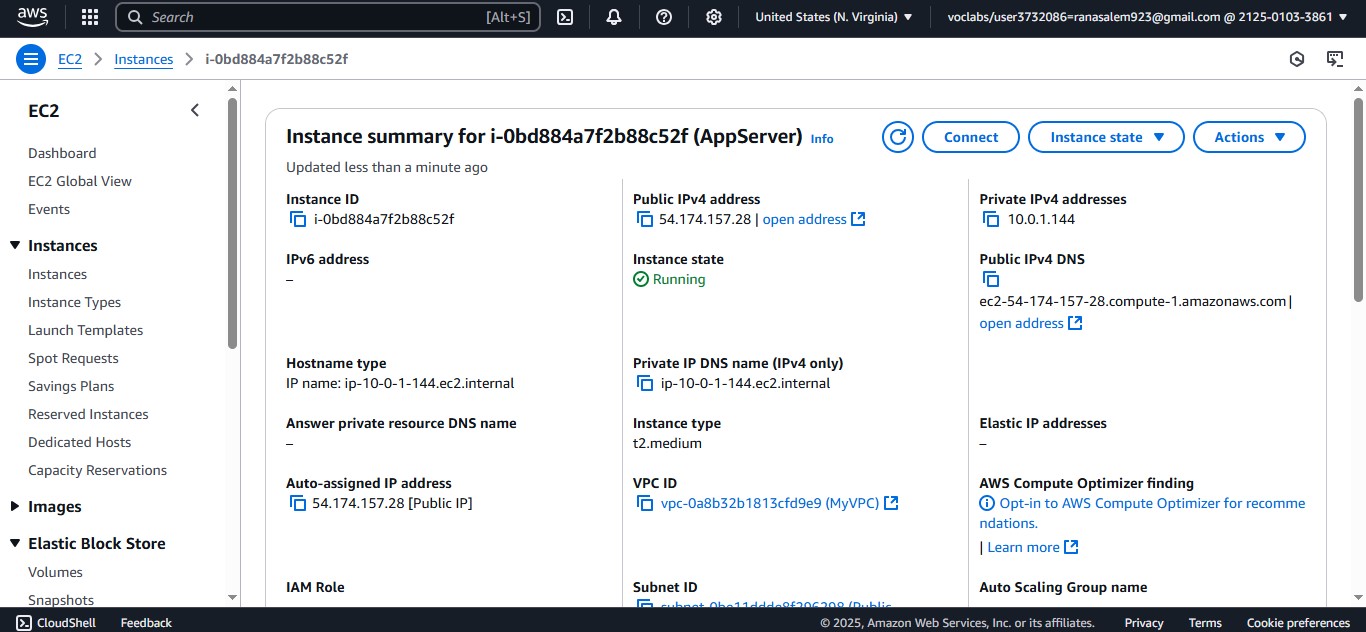 aws
Search [Alt+S]
United States (N. Virginia)
voclabs/user3732086=ranasalem923@gmail.com @ 2125-0103-3861
EC2
Instances
i-0bd884a7f2b88c52f
EC2
Dashboard
EC2 Global View
Events
Instances
Instances
Instance Types
Launch Templates
Spot Requests
Savings Plans
Reserved Instances
Dedicated Hosts
Capacity Reservations
Images
Elastic Block Store
Volumes
Snapshots
Instance summary for i-0bd884a7f2b88c52f (AppServer) Info
Updated less than a minute ago
Connect
Instance state
Actions
Instance ID
i-0bd884a7f2b88c52f
Public IPv4 address
54.174.157.28 | open address
Private IPv4 addresses
10.0.1.144
IPv6 address
–
Instance state
Running
Public IPv4 DNS
ec2-54-174-157-28.compute-1.amazonaws.com |
open address
Hostname type
IP name: ip-10-0-1-144.ec2.internal
Private IP DNS name (IPv4 only)
ip-10-0-1-144.ec2.internal
Answer private resource DNS name
–
Instance type
t2.medium
Elastic IP addresses
–
Auto-assigned IP address
54.174.157.28 [Public IP]
VPC ID
vpc-0a8b32b1813cfd9e9 (MyVPC)
AWS Compute Optimizer finding
Opt-in to AWS Compute Optimizer for recomme
ndations.
| Learn more
IAM Role
Subnet ID
Auto Scaling Group name
CloudShell
Feedback
© 2025, Amazon Web Services, Inc. or its affiliates.
Privacy
Terms
Cookie preferences